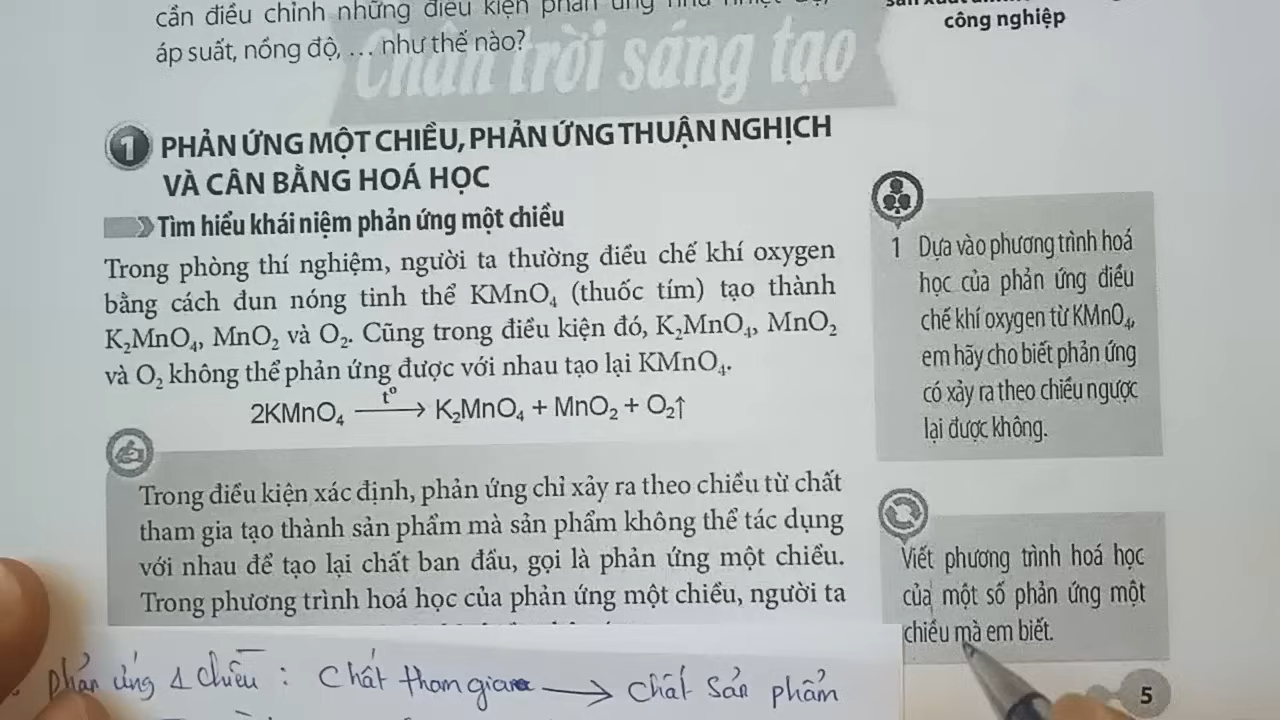 cần điều chỉnh những điều kiện phản ứng như nhiệt độ,
áp suất, nồng độ, … như thế nào?
công nghiệp
Chân trời sáng tạo
1 PHẢN ỨNG MỘT CHIỀU, PHẢN ỨNG THUẬN NGHỊCH
VÀ CÂN BẰNG HOÁ HỌC
Tìm hiểu khái niệm phản ứng một chiều
Trong phòng thí nghiệm, người ta thường điều chế khí oxygen
bằng cách đun nóng tinh thể KMnO₄ (thuốc tím) tạo thành
K₂MnO₄, MnO₂ và O₂. Cũng trong điều kiện đó, K₂MnO₄, MnO₂
và O₂ không thể phản ứng được với nhau tạo lại KMnO₄.
2KMnO₄ —t°→ K₂MnO₄ + MnO₂ + O₂↑
Trong điều kiện xác định, phản ứng chỉ xảy ra theo chiều từ chất
tham gia tạo thành sản phẩm mà sản phẩm không thể tác dụng
với nhau để tạo lại chất ban đầu, gọi là phản ứng một chiều.
Trong phương trình hoá học của phản ứng một chiều, người ta
1 Dựa vào phương trình hoá
học của phản ứng điều
chế khí oxygen từ KMnO₄,
em hãy cho biết phản ứng
có xảy ra theo chiều ngược
lại được không.
Viết phương trình hoá học
của một số phản ứng một
chiều mà em biết.
phản ứng 1 chiều : Chất tham gia → chất sản phẩm
5